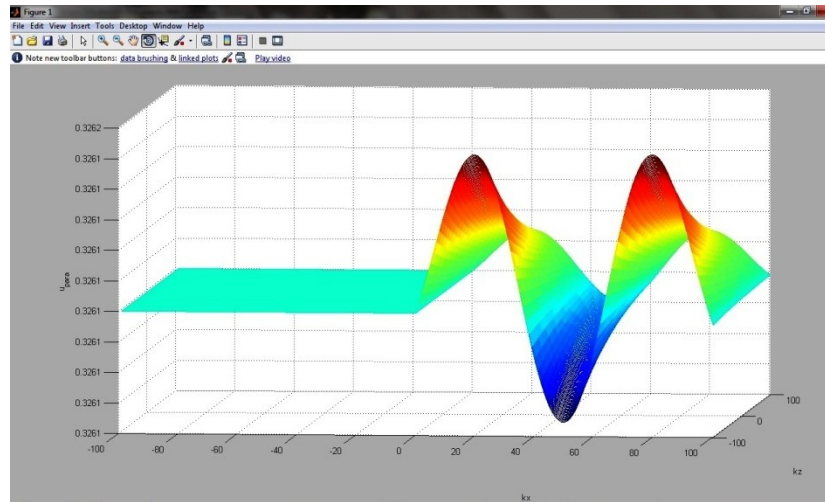 Figure 1
File Edit View Insert Tools Desktop Window Help
Note new toolbar buttons: data brushing & linked plots Play video
0.3262
0.3261
0.3261
0.3261
0.3261
0.3261
0.3261
0.3261
0.3261
0.3261
0.3261
u_para
-100 -80 -60 -40 -20 0 20 40 60 80 100
-100 0 100
kx
kz